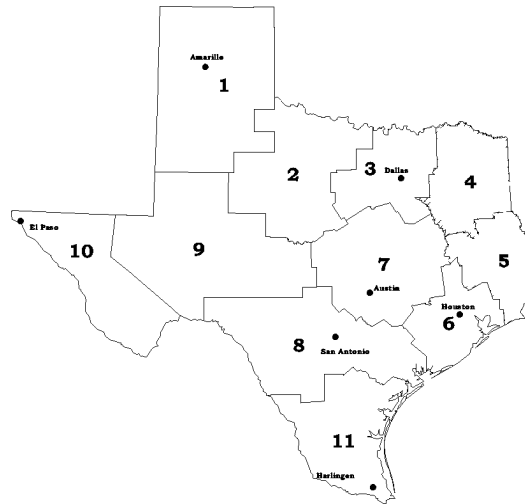 Amarillo
1
2
3
Dallas
4
El Paso
10
9
7
5
Austin
Houston
6
8
San Antonio
11
Harlingen